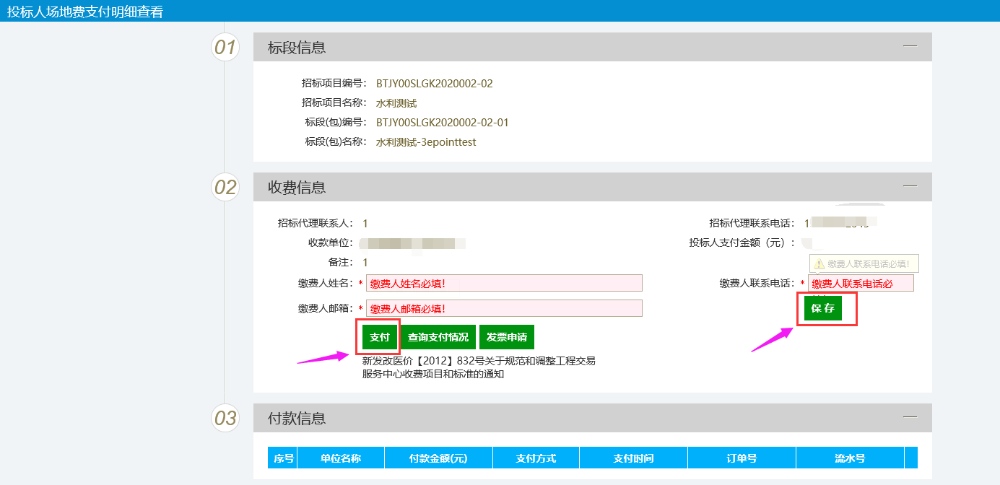 投标人场地费支付明细查看
01 标段信息
招标项目编号： BTJY00SLGK2020002-02
招标项目名称： 水利测试
标段(包)编号： BTJY00SLGK2020002-02-01
标段(包)名称： 水利测试-3epointtest
02 收费信息
招标代理联系人： 1 招标代理联系电话： 1
收款单位： 投标人支付金额（元）：
备注： 1
缴费人联系电话必填!
缴费人姓名： * 缴费人姓名必填! 缴费人联系电话： * 缴费人联系电话必
缴费人邮箱： * 缴费人邮箱必填! 保 存
支付 查询支付情况 发票申请
新发改医价【2012】832号关于规范和调整工程交易
服务中心收费项目和标准的通知
03 付款信息
序号 单位名称 付款金额(元) 支付方式 支付时间 订单号 流水号